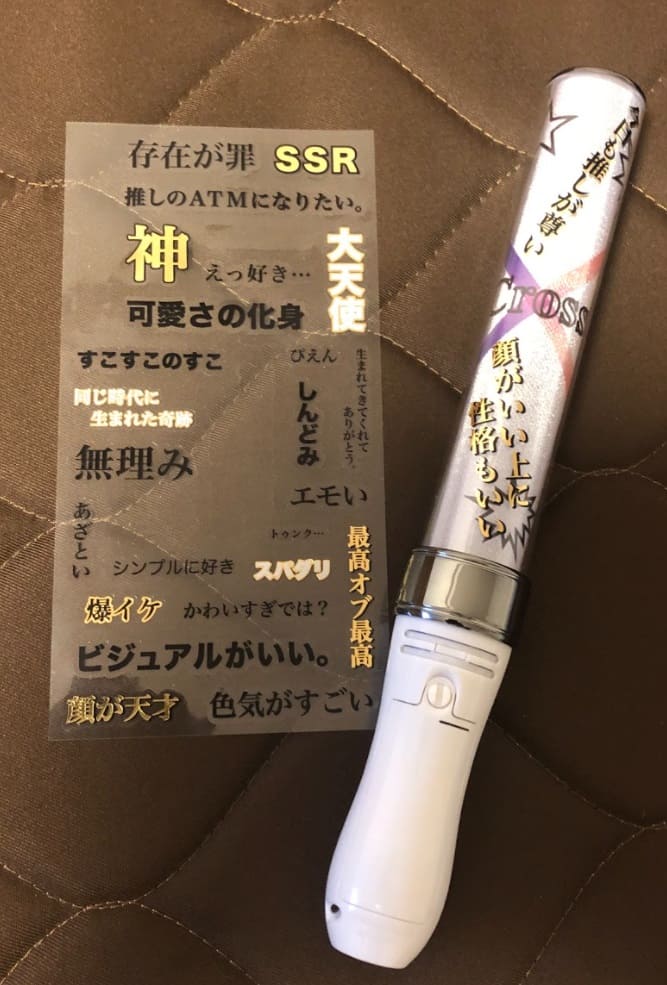 存在が罪 SSR
推しのATMになりたい。
神
えっ好き…
大天使
可愛さの化身
すこすこのすこ
ぴえん
生まれてきてくれて
ありがとう。
同じ時代に
生まれた奇跡
しんどみ
無理み
エモい
あざとい
トゥンク…
シンプルに好き
スパダリ
最高オブ最高
爆イケ
かわいすぎでは?
ビジュアルがいい。
顔が天才
色気がすごい
今日も推しが尊い
Cross
顔がいい上に
性格もいい